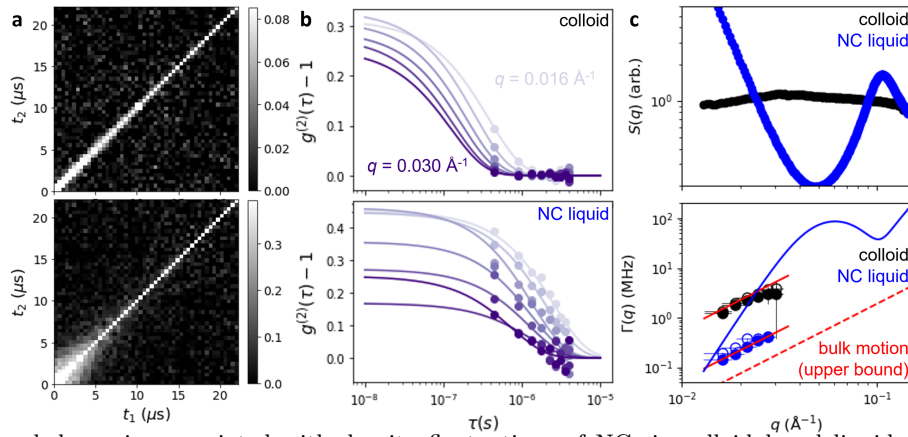 a
t₂ (μs)
20
15
10
5
0
0.08
0.06
0.04
0.02
0.00
t₂ (μs)
20
15
10
5
0
0 5 10 15 20
t₁ (μs)
0.3
0.2
0.1
0.0
b
g⁽²⁾(τ) − 1
0.3
0.2
0.1
0.0
colloid
q = 0.016 Å⁻¹
q = 0.030 Å⁻¹
g⁽²⁾(τ) − 1
0.4
0.3
0.2
0.1
0.0
NC liquid
10⁻⁸ 10⁻⁷ 10⁻⁶ 10⁻⁵
τ(s)
c
S(q) (arb.)
10⁰
colloid
NC liquid
Γ(q) (MHz)
10²
10¹
10⁰
10⁻¹
colloid
NC liquid
bulk motion
(upper bound)
10⁻¹
q (Å⁻¹)